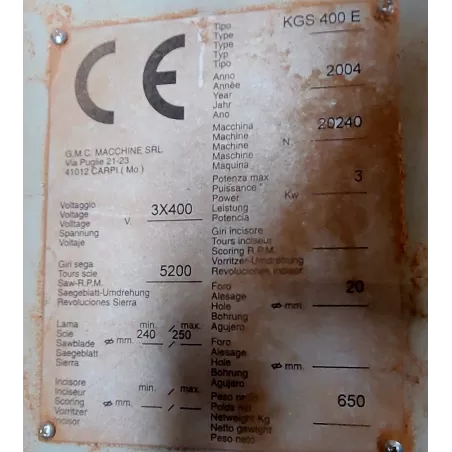 CE
G.M.C. MACCHINE SRL
Via Puglie 21-23
41012 CARPI ( Mo )
Voltaggio
Voltage
Volltage V. 3X400
Spannung
Voltaje
Giri sega
Tours scie 5200
Saw-R.P.M.
Saegeblatt-Umdrehung
Revoluciones Sierra
Lama min. max.
Scie 240 / 250
Sawblade ⌀ mm. /
Saegeblatt
Sierra
Incisore min. max.
Inciseur /
Scoring ⌀ mm.
Vorritzer
Incisor
Tipo KGS 400 E
Type
Type
Typ
Tipo
Anno 2004
Année
Year
Jahr
Ano
Macchina 20240
Machine
Machine N.
Maschine
Maquina
Potenza max 3
Puissance
Power Kw
Leistung
Potencia
Giri incisore
Tours inciseur
Scoring R.P.M.
Vorritzer-Umdrehung
Revoluciones incisor
Foro 20
Alesage
Hole ⌀ mm.
Bohrung
Agujero
Foro
Alesage
Hole ⌀ mm.
Bohrung
Agujero
Peso netto 650
Poids net
Netweight Kg
Netto gewight
Peso neto